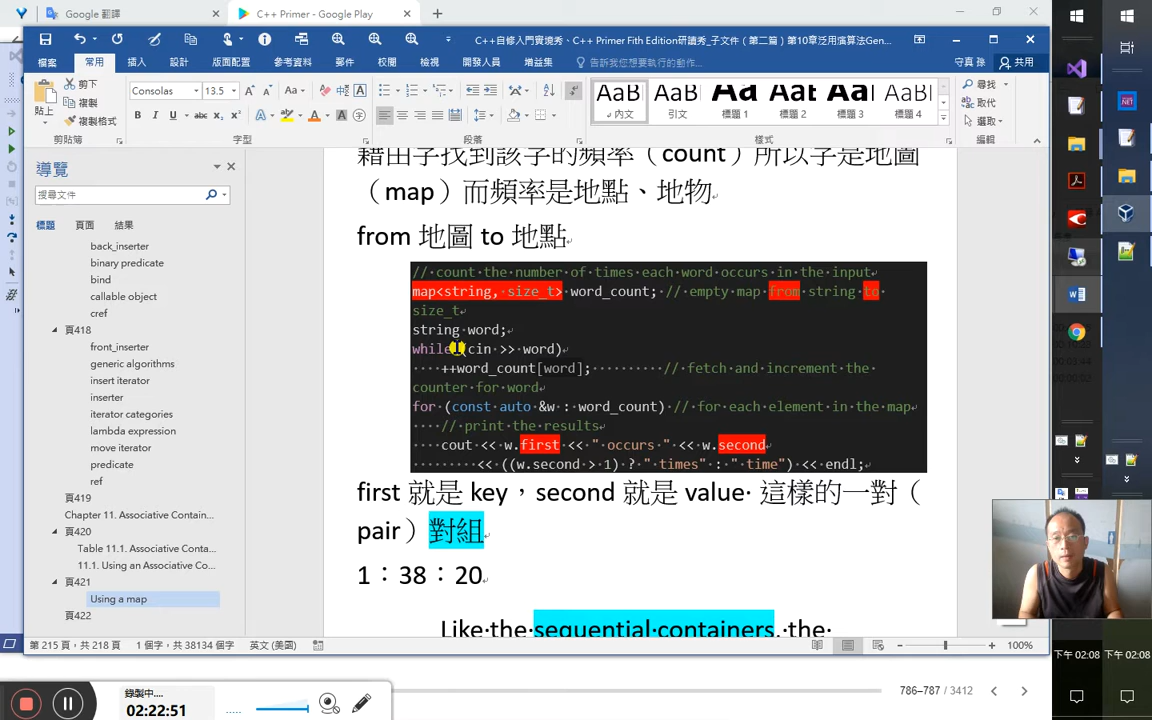 Google 翻譯
C++ Primer - Google Play
C++自修入門實境秀、C++ Primer Fith Edition研讀秀_子文件（第二篇）第10章泛用演算法Gen...
檔案 常用 插入 設計 版面配置 參考資料 郵件 校閱 檢視 開發人員 增益集 告訴我您想要執行的動作... 守真 孫 共用
貼上 剪下 複製 複製格式
Consolas 13.5
AaBb 內文 AaBb 引文 AaB 標題 1 AaB 標題 2 AaB 標題 3 AaBb 標題 4
尋找 取代 選取
剪貼簿 字型 段落 樣式 編輯
導覽
搜尋文件
標題 頁面 結果
back_inserter
binary predicate
bind
callable object
cref
頁418
front_inserter
generic algorithms
insert iterator
inserter
iterator categories
lambda expression
move iterator
predicate
ref
頁419
Chapter 11. Associative Contain...
頁420
Table 11.1. Associative Conta...
11.1. Using an Associative Co...
頁421
Using a map
頁422
藉由字找到該字的頻率（count）所以字是地圖
（map）而頻率是地點、地物
from 地圖 to 地點
// count the number of times each word occurs in the input
map<string, size_t> word_count; // empty map from string to
size_t
string word;
while (cin >> word)
++word_count[word]; // fetch and increment the
counter for word
for (const auto &w : word_count) // for each element in the map
// print the results
cout << w.first << " occurs " << w.second
<< ((w.second > 1) ? " times" : " time") << endl;
first 就是 key，second 就是 value 這樣的一對（
pair）對組
1：38：20
Like the sequential containers, the
第 215 頁，共 218 頁 1 個字，共 38134 個字 英文 (美國) 100%
錄製中...
02:22:51
786–787 / 3412
下午 02:08 下午 02:08